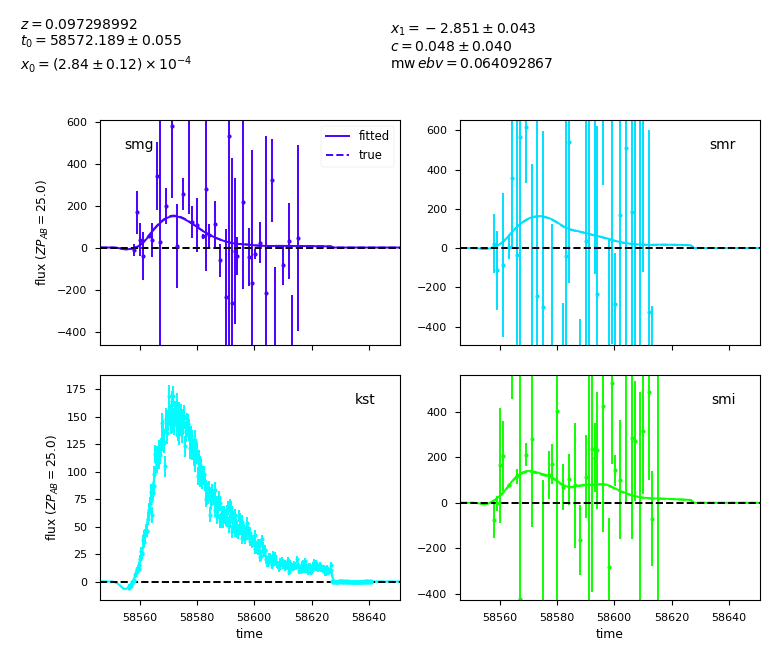 z = 0.097298992
t₀ = 58572.189 ± 0.055
x₀ = (2.84 ± 0.12) × 10⁻⁴
x₁ = −2.851 ± 0.043
c = 0.048 ± 0.040
mw ebv = 0.064092867
smg
fitted
true
600
400
200
0
−200
−400
flux (ZP_AB = 25.0)
smr
600
400
200
0
−200
−400
kst
175
150
125
100
75
50
25
0
flux (ZP_AB = 25.0)
58560 58580 58600 58620 58640
time
smi
400
200
0
−200
−400
58560 58580 58600 58620 58640
time